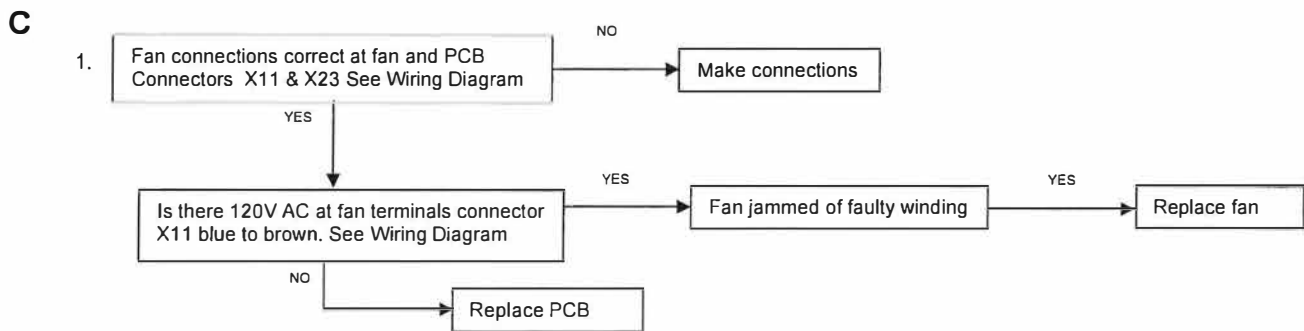 C
1.
Fan connections correct at fan and PCB
Connectors X11 & X23 See Wiring Diagram
NO
Make connections
YES
Is there 120V AC at fan terminals connector
X11 blue to brown. See Wiring Diagram
YES
Fan jammed of faulty winding
YES
Replace fan
NO
Replace PCB